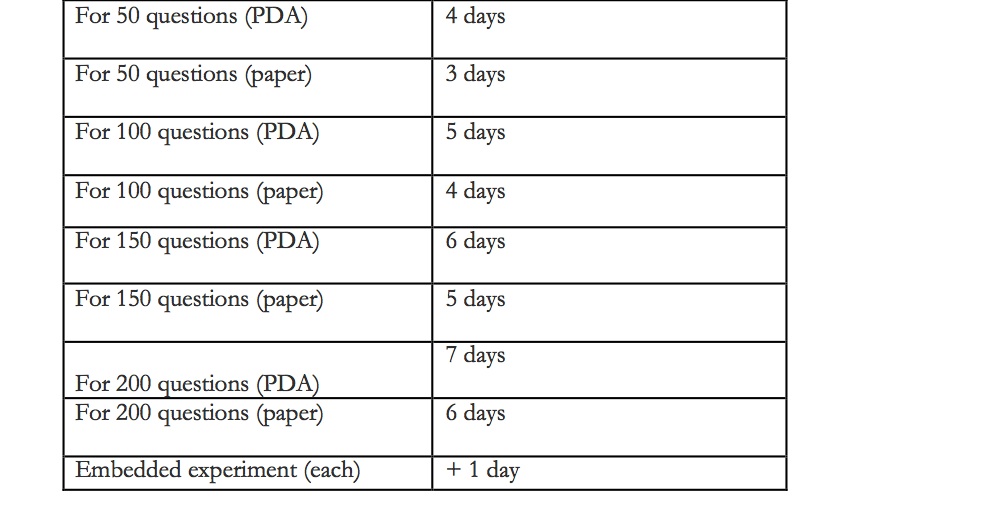 For 50 questions (PDA) 4 days
For 50 questions (paper) 3 days
For 100 questions (PDA) 5 days
For 100 questions (paper) 4 days
For 150 questions (PDA) 6 days
For 150 questions (paper) 5 days
For 200 questions (PDA) 7 days
For 200 questions (paper) 6 days
Embedded experiment (each) + 1 day